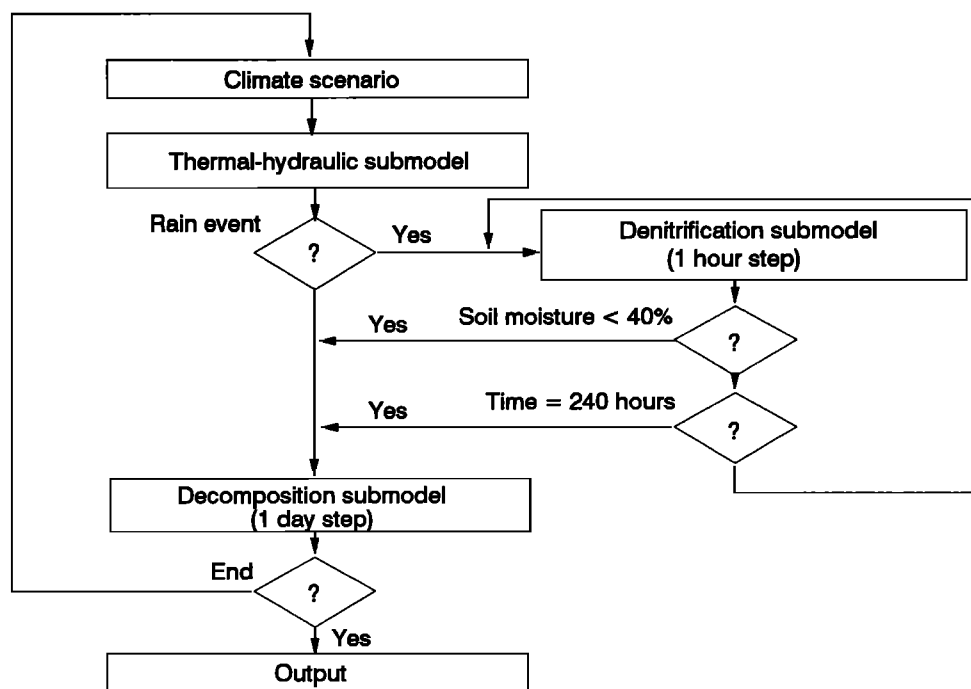 Climate scenario
Thermal-hydraulic submodel
Rain event
?
Yes
Denitrification submodel
(1 hour step)
Yes
Soil moisture < 40%
?
Yes
Time = 240 hours
?
Decomposition submodel
(1 day step)
End
?
Yes
Output